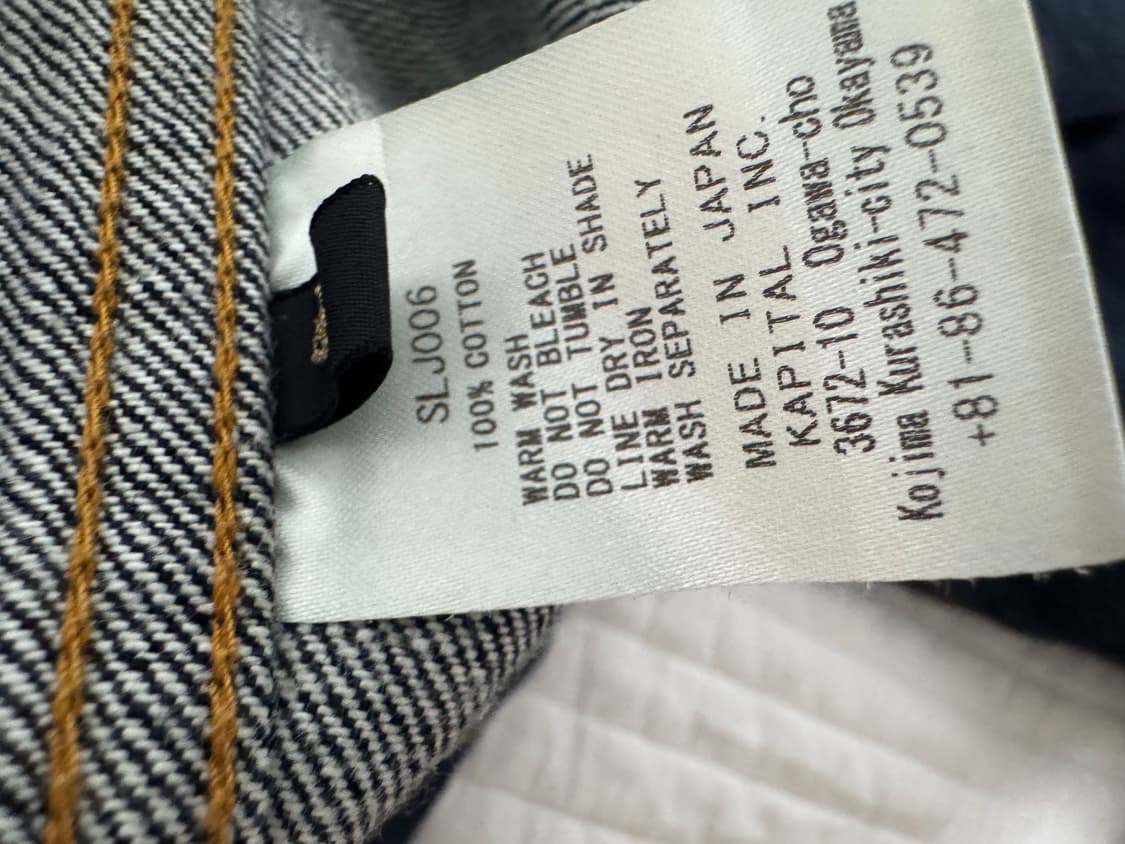 SLJ006
100% COTTON
WARM WASH
DO NOT BLEACH
DO NOT TUMBLE
LINE DRY IN SHADE
WARM IRON
WASH SEPARATELY
MADE IN JAPAN
KAPITAL INC.
3672-10 Ogawa-cho
Kojima Kurashiki-city Okayama
+81-86-472-0539